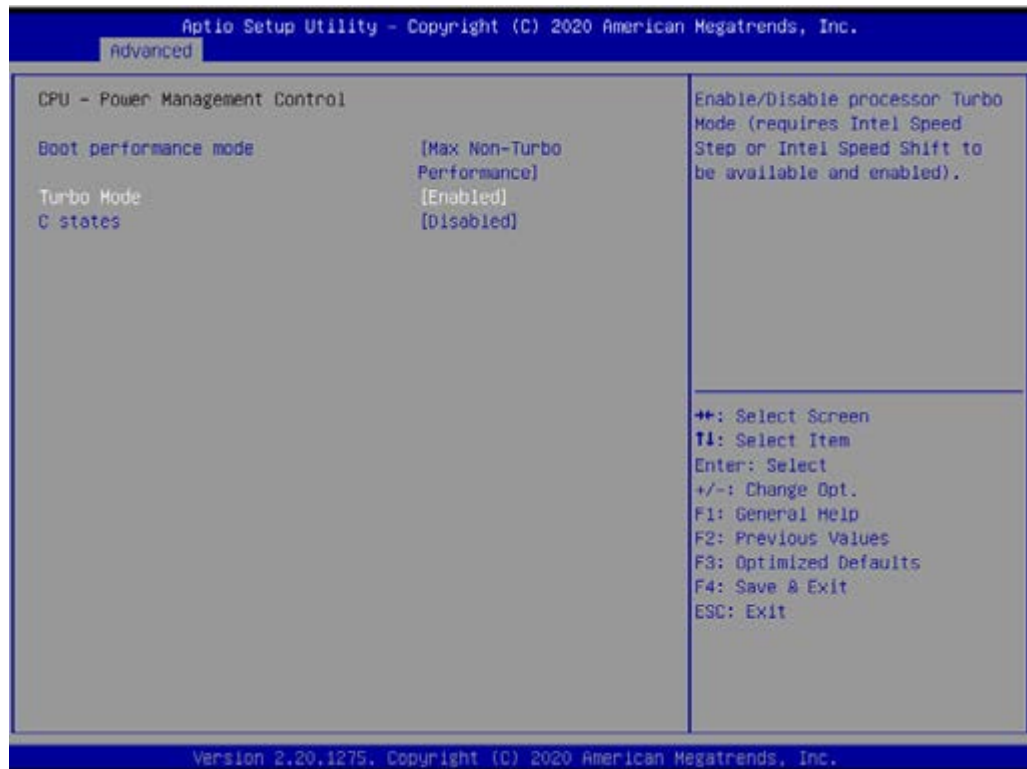 Aptio Setup Utility – Copyright (C) 2020 American Megatrends, Inc.
Advanced
CPU – Power Management Control
Boot performance mode [Max Non-Turbo
Performance]
Turbo Mode [Enabled]
C states [Disabled]
Enable/Disable processor Turbo
Mode (requires Intel Speed
Step or Intel Speed Shift to
be available and enabled).
→←: Select Screen
↑↓: Select Item
Enter: Select
+/-: Change Opt.
F1: General Help
F2: Previous Values
F3: Optimized Defaults
F4: Save & Exit
ESC: Exit
Version 2.20.1275. Copyright (C) 2020 American Megatrends, Inc.